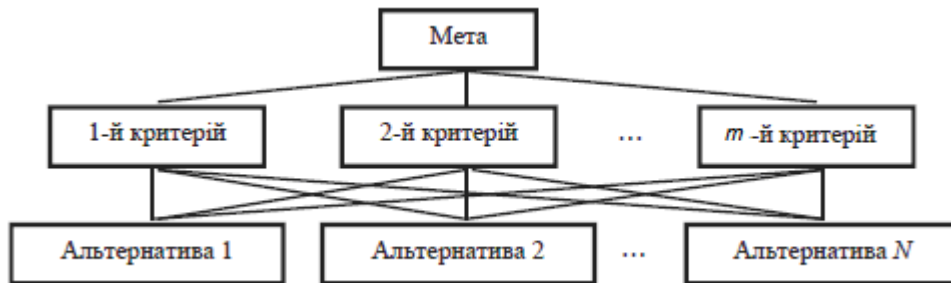 Мета
1-й критерій 2-й критерій ... m -й критерій
Альтернатива 1 Альтернатива 2 ... Альтернатива N